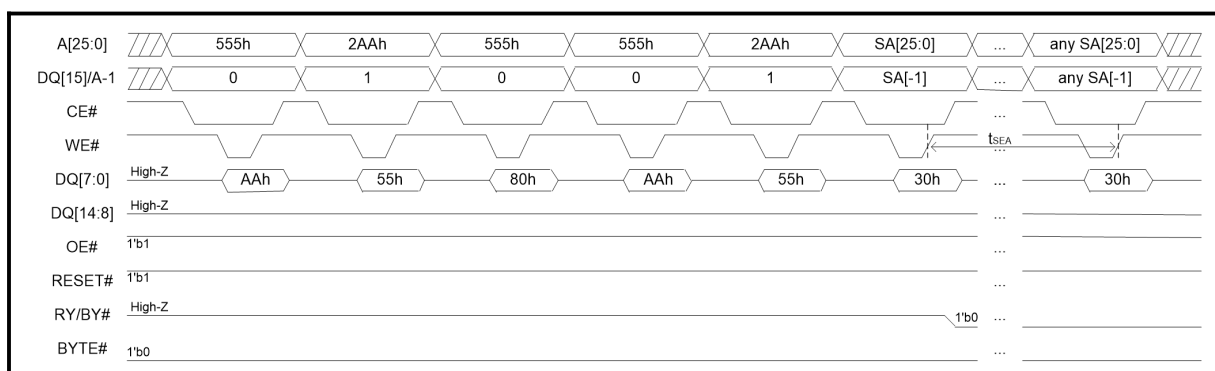 A[25:0] 555h 2AAh 555h 555h 2AAh SA[25:0] ... any SA[25:0]
DQ[15]/A-1 0 1 0 0 1 SA[-1] ... any SA[-1]
CE# ...
WE# tSEA ...
DQ[7:0] High-Z AAh 55h 80h AAh 55h 30h ... 30h
DQ[14:8] High-Z ...
OE# 1'b1 ...
RESET# 1'b1 ...
RY/BY# High-Z 1'b0 ...
BYTE# 1'b0 ...